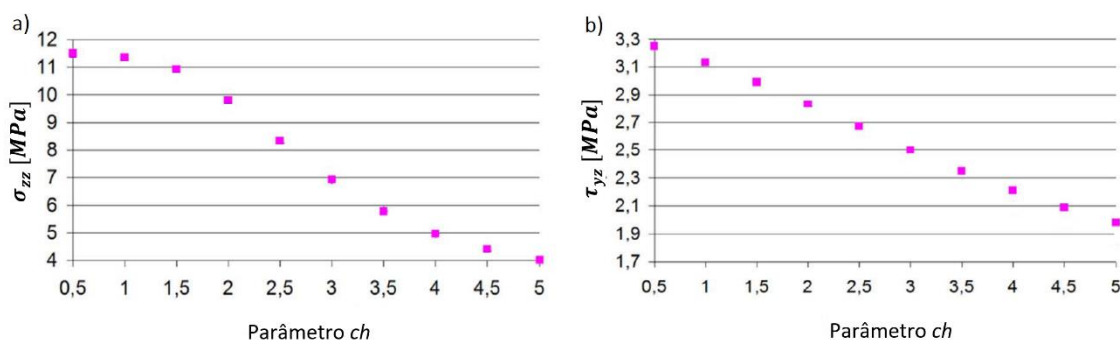 a)
12
11
10
9
8
7
6
5
4
σzz [MPa]
0,5 1 1,5 2 2,5 3 3,5 4 4,5 5
Parâmetro ch
b)
3,3
3,1
2,9
2,7
2,5
2,3
2,1
1,9
1,7
τyz [MPa]
0,5 1 1,5 2 2,5 3 3,5 4 4,5 5
Parâmetro ch